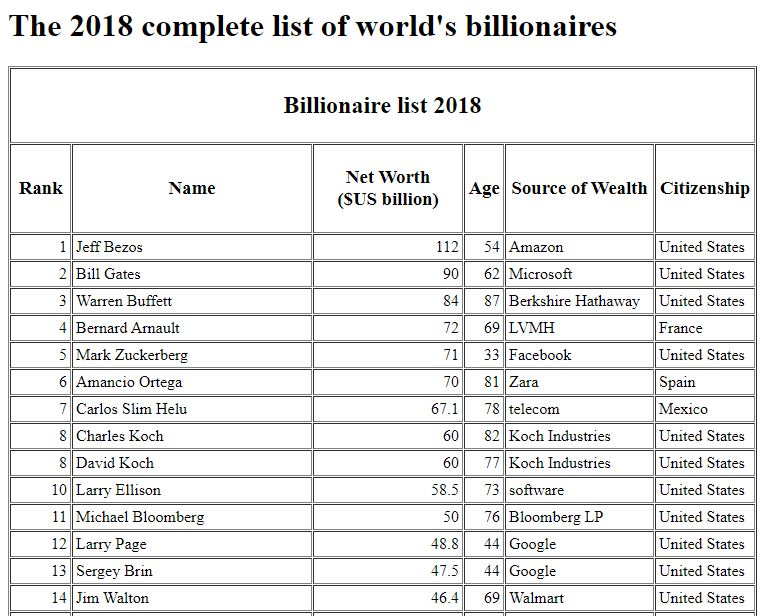 The 2018 complete list of world's billionaires
Billionaire list 2018
Rank Name Net Worth ($US billion) Age Source of Wealth Citizenship
1 Jeff Bezos 112 54 Amazon United States
2 Bill Gates 90 62 Microsoft United States
3 Warren Buffett 84 87 Berkshire Hathaway United States
4 Bernard Arnault 72 69 LVMH France
5 Mark Zuckerberg 71 33 Facebook United States
6 Amancio Ortega 70 81 Zara Spain
7 Carlos Slim Helu 67.1 78 telecom Mexico
8 Charles Koch 60 82 Koch Industries United States
8 David Koch 60 77 Koch Industries United States
10 Larry Ellison 58.5 73 software United States
11 Michael Bloomberg 50 76 Bloomberg LP United States
12 Larry Page 48.8 44 Google United States
13 Sergey Brin 47.5 44 Google United States
14 Jim Walton 46.4 69 Walmart United States